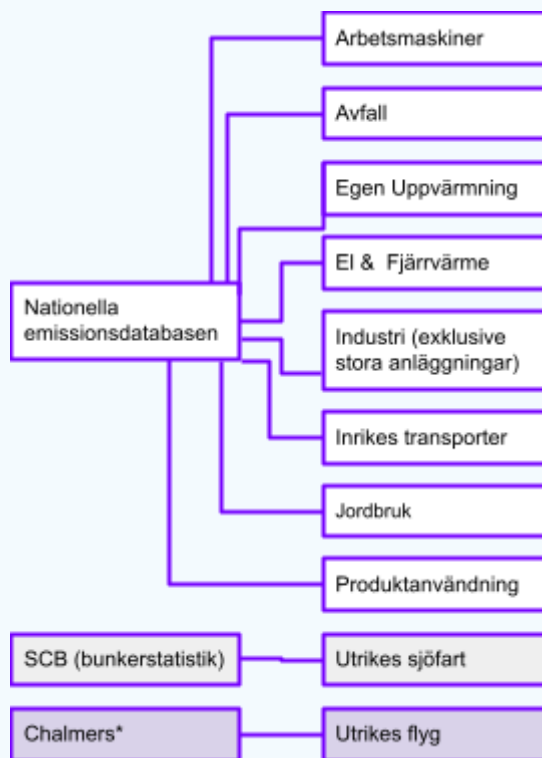 Arbetsmaskiner
Avfall
Egen Uppvärmning
El &  Fjärrvärme
Nationella
emissionsdatabasen
Industri (exklusive
stora anläggningar)
Inrikes transporter
Jordbruk
Produktanvändning
SCB (bunkerstatistik)
Utrikes sjöfart
Chalmers*
Utrikes flyg